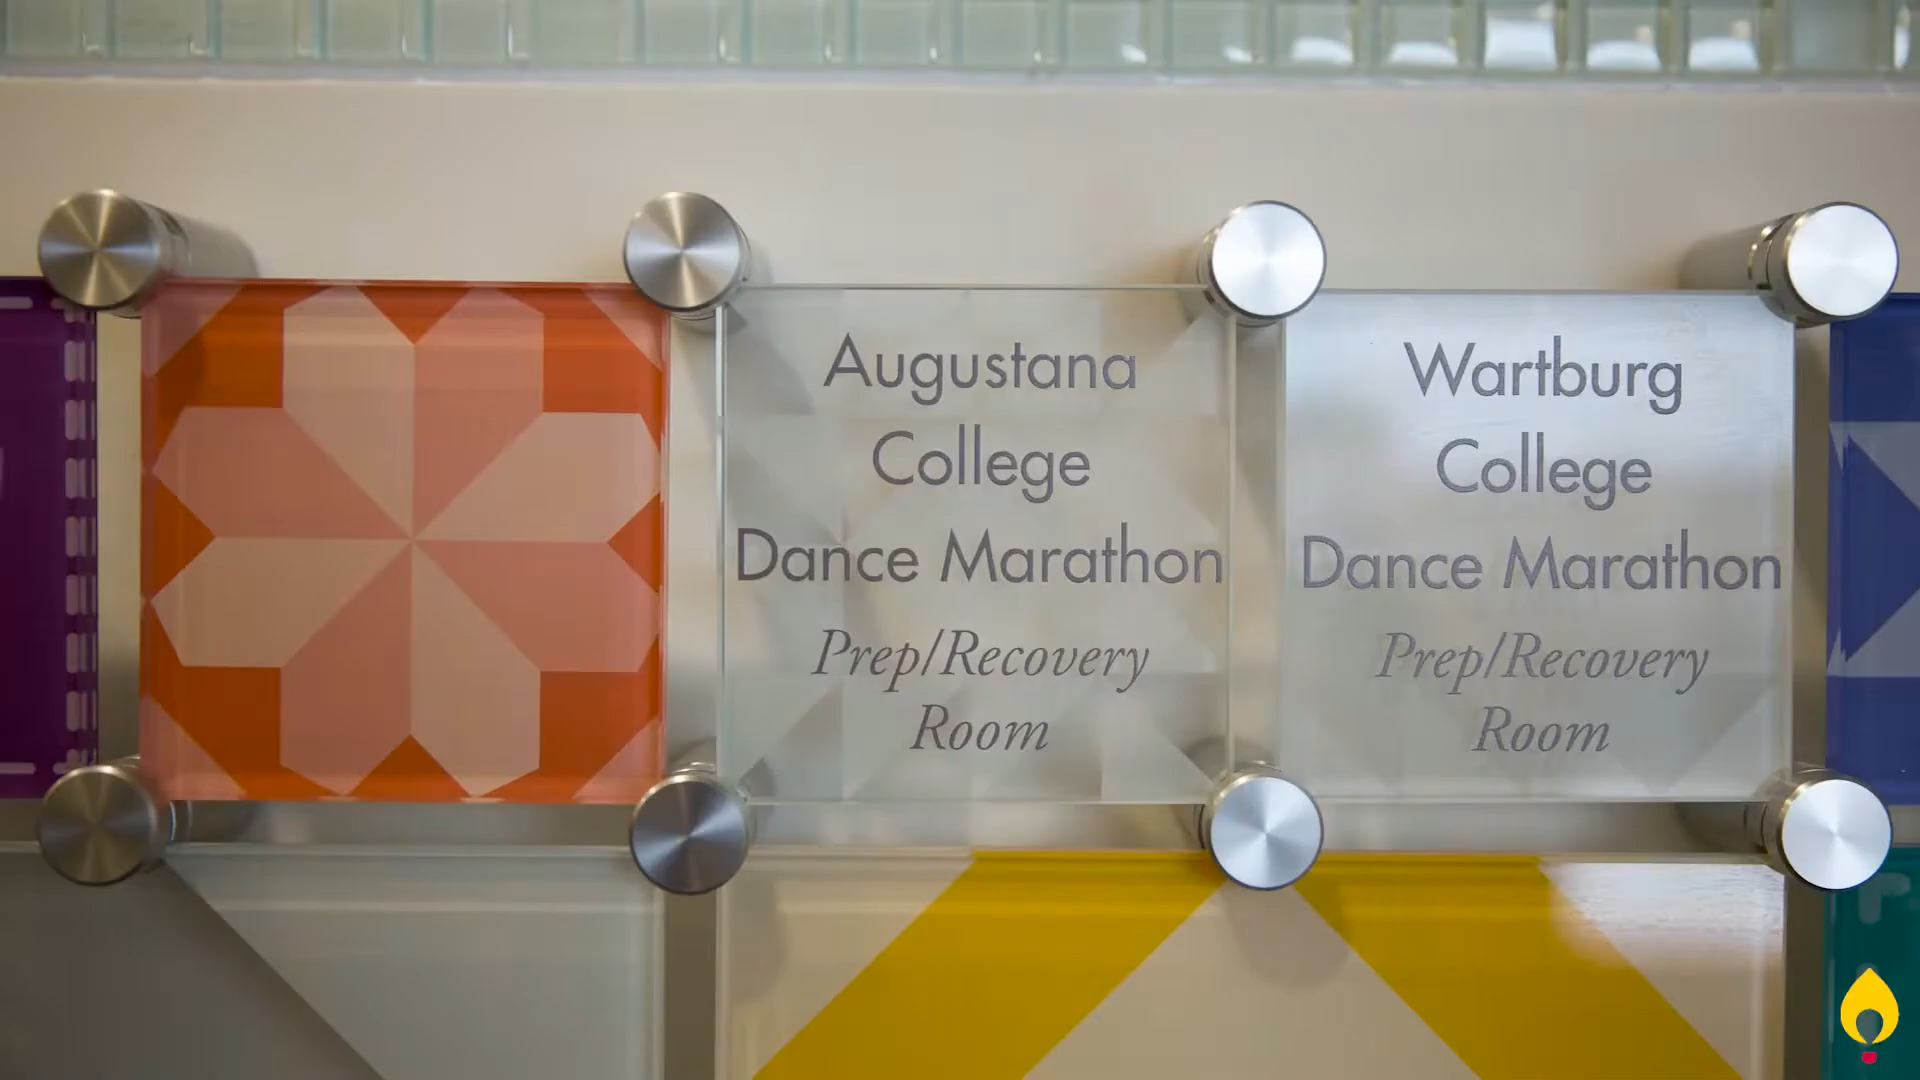 Augustana
College
Dance Marathon
Prep/Recovery
Room
Wartburg
College
Dance Marathon
Prep/Recovery
Room